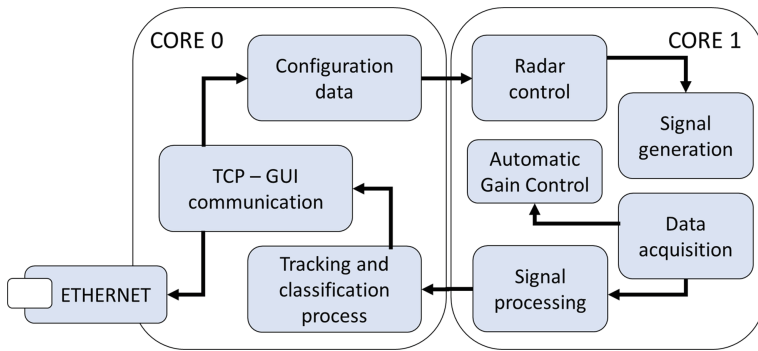 CORE 0
CORE 1
Configuration
data
Radar
control
Signal
generation
Automatic
Gain Control
TCP – GUI
communication
Data
acquisition
Tracking and
classification
process
Signal
processing
ETHERNET